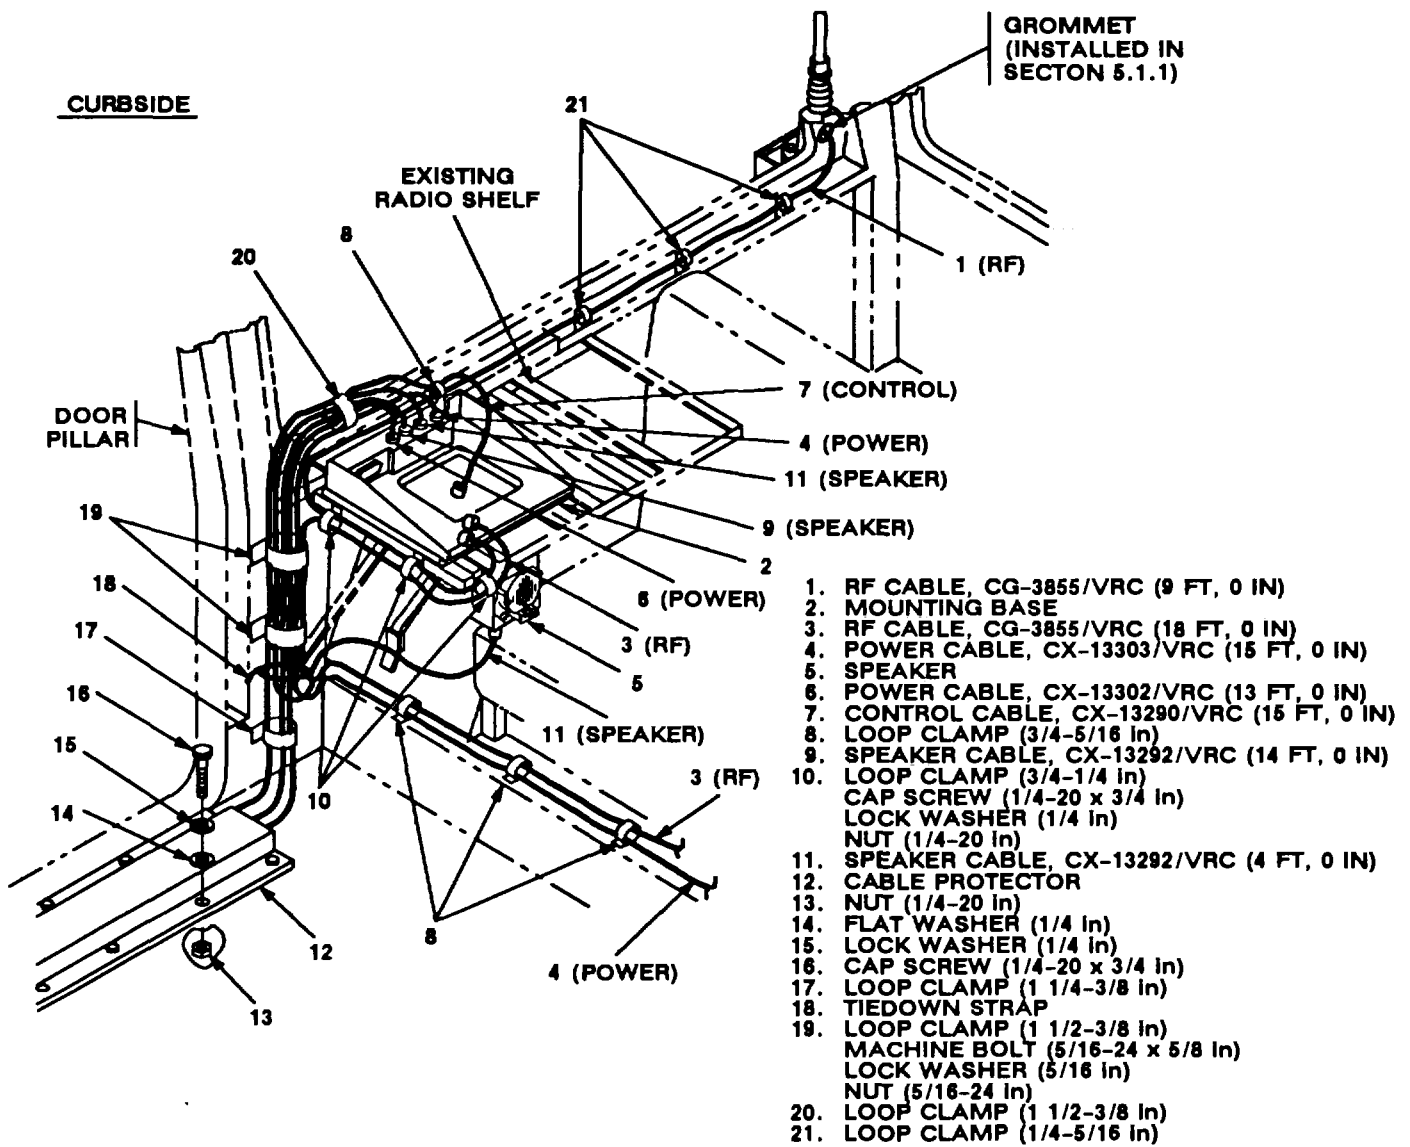 GROMMET
(INSTALLED IN
SECTON 5.1.1)
CURBSIDE
21
EXISTING
RADIO SHELF
8
20
1 (RF)
7 (CONTROL)
DOOR
PILLAR
4 (POWER)
11 (SPEAKER)
19
9 (SPEAKER)
2
18
6 (POWER)
17
3 (RF)
16
5
15
11 (SPEAKER)
3 (RF)
10
14
8
12
4 (POWER)
13
1. RF CABLE, CG-3855/VRC (9 FT, 0 IN)
2. MOUNTING BASE
3. RF CABLE, CG-3855/VRC (18 FT, 0 IN)
4. POWER CABLE, CX-13303/VRC (15 FT, 0 IN)
5. SPEAKER
6. POWER CABLE, CX-13302/VRC (13 FT, 0 IN)
7. CONTROL CABLE, CX-13290/VRC (15 FT, 0 IN)
8. LOOP CLAMP (3/4-5/16 in)
9. SPEAKER CABLE, CX-13292/VRC (14 FT, 0 IN)
10. LOOP CLAMP (3/4-1/4 in)
CAP SCREW (1/4-20 x 3/4 in)
LOCK WASHER (1/4 in)
NUT (1/4-20 in)
11. SPEAKER CABLE, CX-13292/VRC (4 FT, 0 IN)
12. CABLE PROTECTOR
13. NUT (1/4-20 in)
14. FLAT WASHER (1/4 in)
15. LOCK WASHER (1/4 in)
16. CAP SCREW (1/4-20 x 3/4 in)
17. LOOP CLAMP (1 1/4-3/8 in)
18. TIEDOWN STRAP
19. LOOP CLAMP (1 1/2-3/8 in)
MACHINE BOLT (5/16-24 x 5/8 in)
LOCK WASHER (5/16 in)
NUT (5/16-24 in)
20. LOOP CLAMP (1 1/2-3/8 in)
21. LOOP CLAMP (1/4-5/16 in)